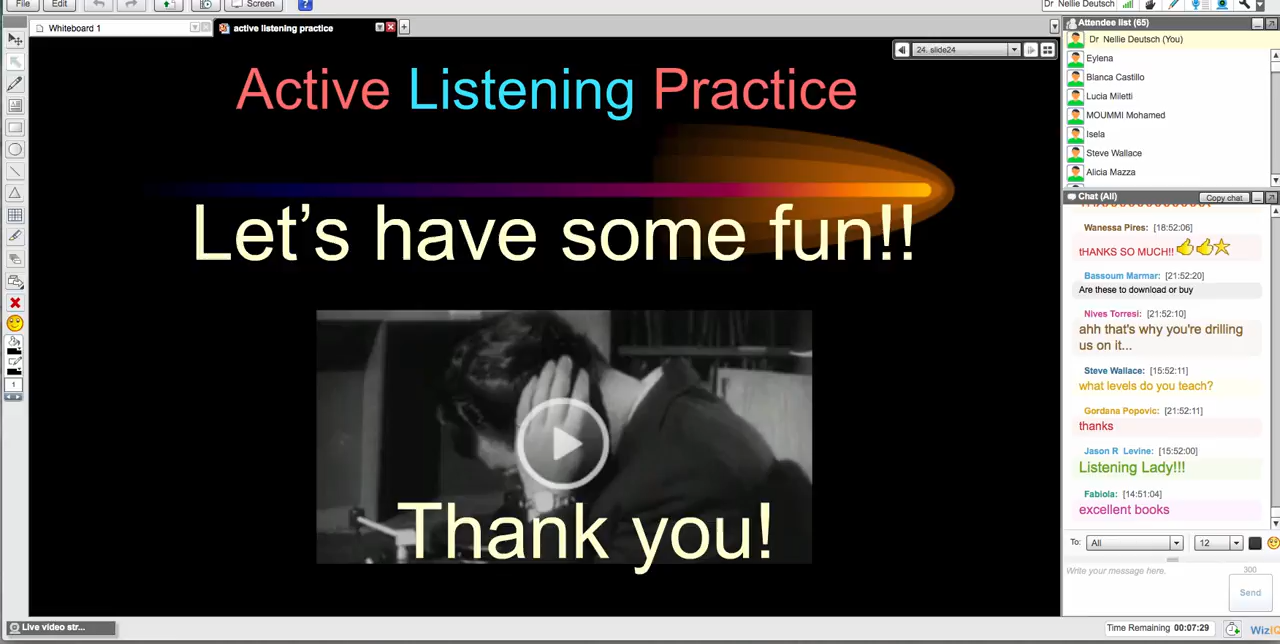 File
Edit
Screen
Dr Nellie Deutsch
Whiteboard 1
active listening practice
24. slide24
Active Listening Practice
Let's have some fun!!
Thank you!
1
Attendee list (65)
Dr Nellie Deutsch (You)
Eylena
Blanca Castillo
Lucia Miletti
MOUMMI Mohamed
Isela
Steve Wallace
Alicia Mazza
Chat (All)
Copy chat
Wanessa Pires: [18:52:06]
tHANKS SO MUCH!!
Bassoum Marmar: [21:52:20]
Are these to download or buy
Nives Torresi: [21:52:10]
ahh that's why you're drilling
us on it...
Steve Wallace: [15:52:11]
what levels do you teach?
Gordana Popovic: [21:52:11]
thanks
Jason R Levine: [15:52:00]
Listening Lady!!!
Fabiola: [14:51:04]
excellent books
To: All 12
Write your message here.
300
Send
Live video str...
Time Remaining 00:07:29
WizIQ